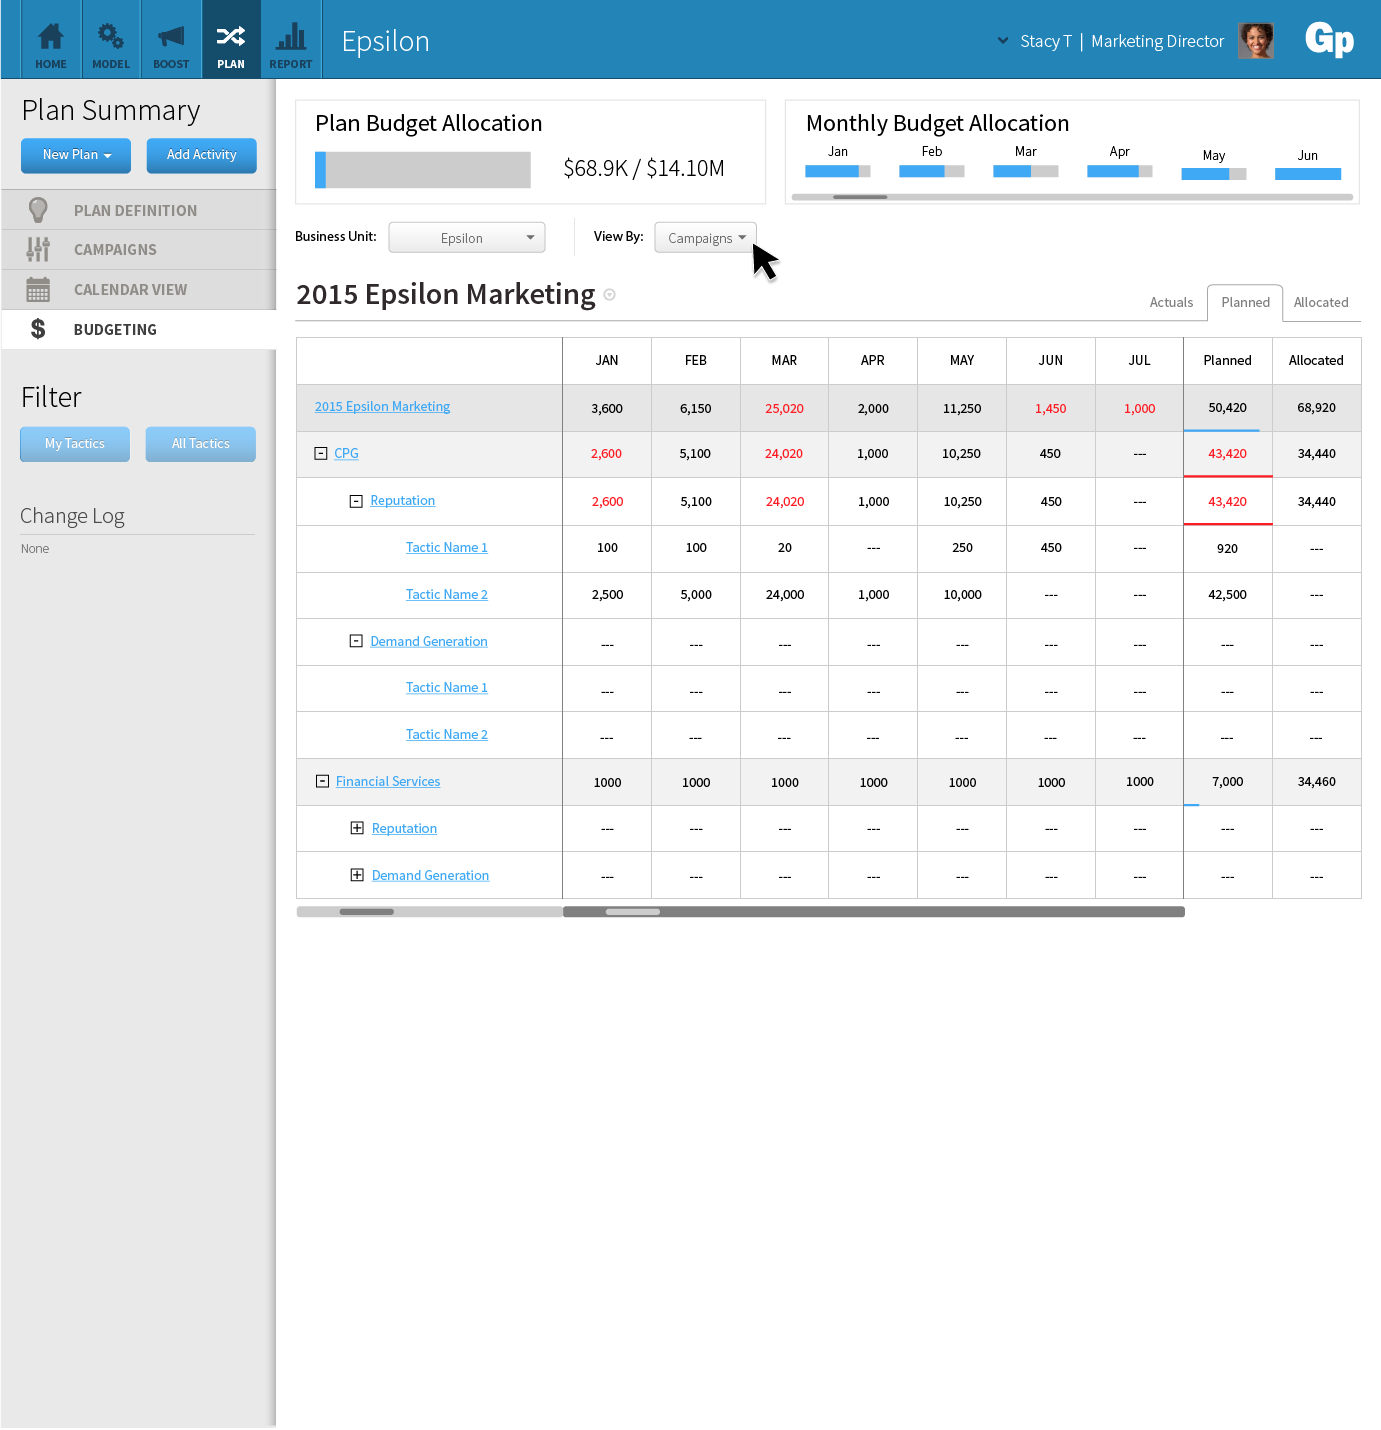 HOME MODEL BOOST PLAN REPORT Epsilon Stacy T | Marketing Director Gp
Plan Summary
New Plan Add Activity
PLAN DEFINITION
CAMPAIGNS
CALENDAR VIEW
$ BUDGETING
Filter
My Tactics All Tactics
Change Log
None
Plan Budget Allocation
$68.9K / $14.10M
Monthly Budget Allocation
Jan Feb Mar Apr May Jun
Business Unit: Epsilon View By: Campaigns
2015 Epsilon Marketing
Actuals Planned Allocated
JAN FEB MAR APR MAY JUN JUL Planned Allocated
2015 Epsilon Marketing 3,600 6,150 25,020 2,000 11,250 1,450 1,000 50,420 68,920
CPG 2,600 5,100 24,020 1,000 10,250 450 --- 43,420 34,440
Reputation 2,600 5,100 24,020 1,000 10,250 450 --- 43,420 34,440
Tactic Name 1 100 100 20 --- 250 450 --- 920 ---
Tactic Name 2 2,500 5,000 24,000 1,000 10,000 --- --- 42,500 ---
Demand Generation --- --- --- --- --- --- --- --- ---
Tactic Name 1 --- --- --- --- --- --- --- --- ---
Tactic Name 2 --- --- --- --- --- --- --- --- ---
Financial Services 1000 1000 1000 1000 1000 1000 1000 7,000 34,460
Reputation --- --- --- --- --- --- --- --- ---
Demand Generation --- --- --- --- --- --- --- --- ---